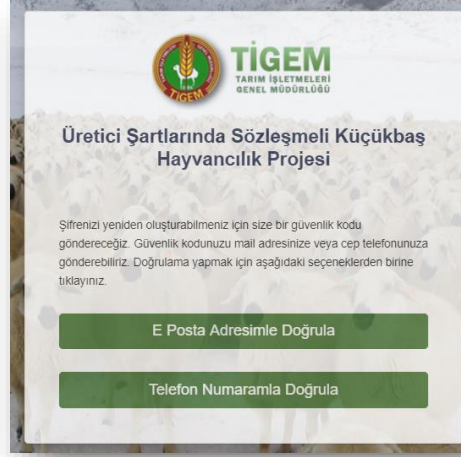 TİGEM
TARIM İŞLETMELERİ
GENEL MÜDÜRLÜĞÜ
TİGEM
Üretici Şartlarında Sözleşmeli Küçükbaş
Hayvancılık Projesi
Şifrenizi yeniden oluşturabilmeniz için size bir güvenlik kodu
göndereceğiz. Güvenlik kodunuzu mail adresinize veya cep telefonunuza
gönderebiliriz. Doğrulama yapmak için aşağıdaki seçeneklerden birine
tıklayınız.
E Posta Adresimle Doğrula
Telefon Numaramla Doğrula